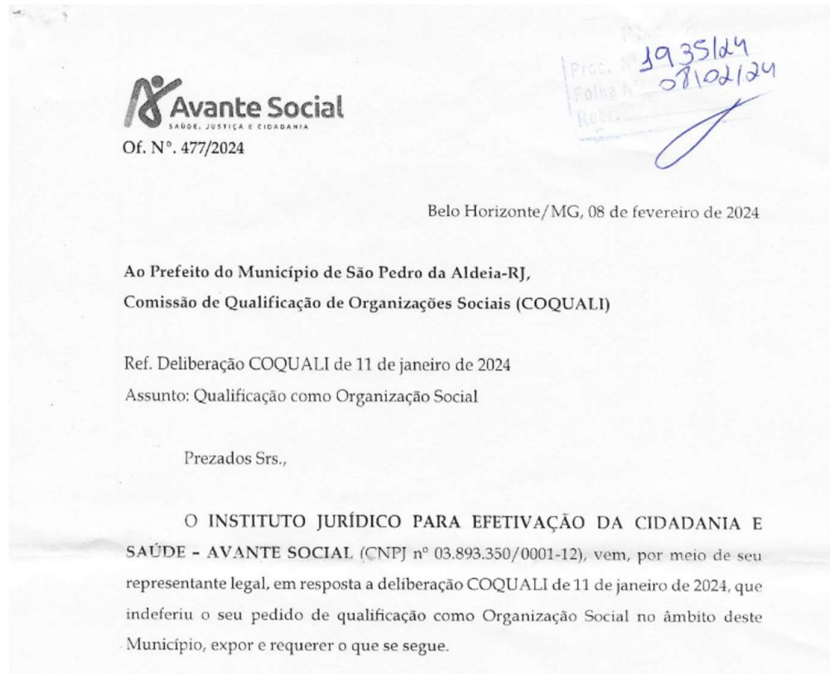 1935/24
Proc. N
08/02/24
Folha N
Avante Social
SAÚDE, JUSTIÇA E CIDADANIA
Of. N°. 477/2024
Belo Horizonte/MG, 08 de fevereiro de 2024
Ao Prefeito do Município de São Pedro da Aldeia-RJ,
Comissão de Qualificação de Organizações Sociais (COQUALI)
Ref. Deliberação COQUALI de 11 de janeiro de 2024
Assunto: Qualificação como Organização Social
Prezados Srs.,
O INSTITUTO JURÍDICO PARA EFETIVAÇÃO DA CIDADANIA E
SAÚDE – AVANTE SOCIAL (CNPJ nº 03.893.350/0001-12), vem, por meio de seu
representante legal, em resposta a deliberação COQUALI de 11 de janeiro de 2024, que
indeferiu o seu pedido de qualificação como Organização Social no âmbito deste
Município, expor e requerer o que se segue.